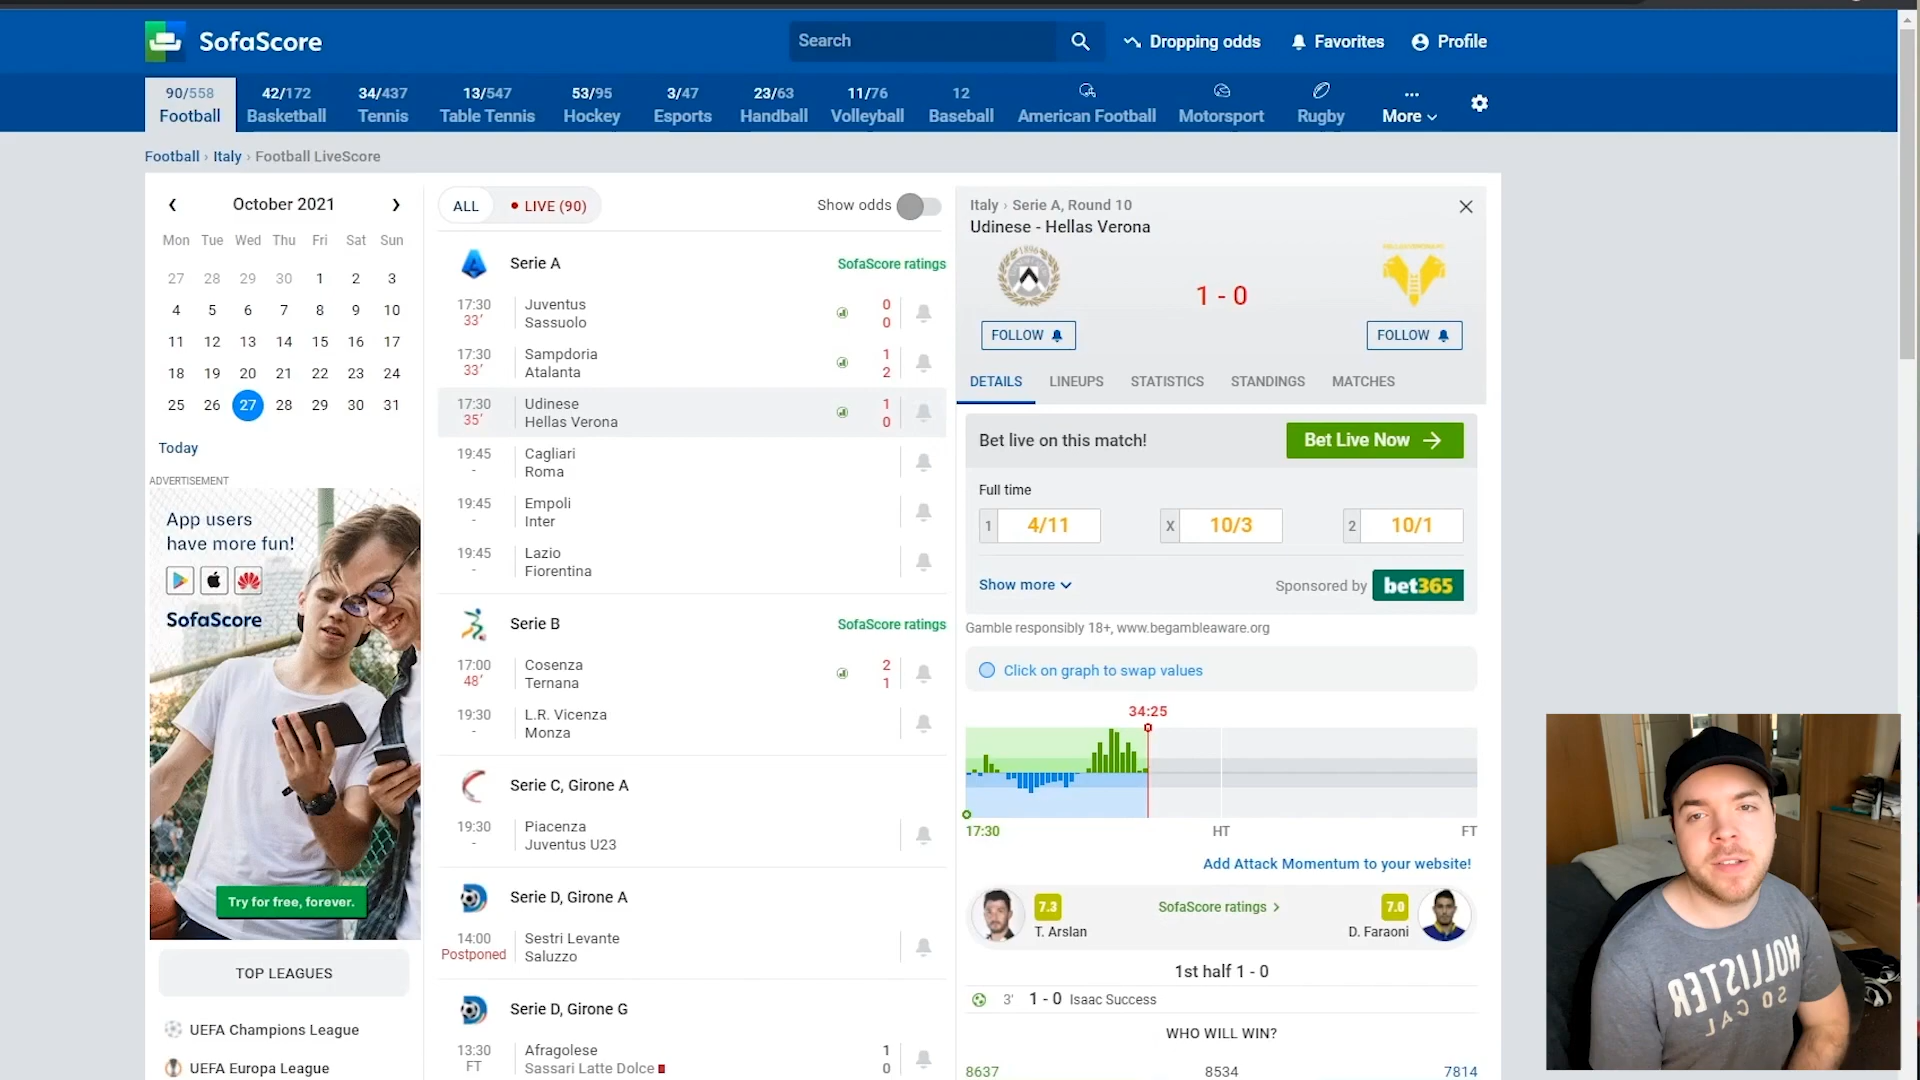 SofaScore
Search
Dropping odds
Favorites
Profile
90/558
Football
42/172
Basketball
34/437
Tennis
13/547
Table Tennis
53/95
Hockey
3/47
Esports
23/63
Handball
11/76
Volleyball
12
Baseball
American Football
Motorsport
Rugby
...
More
Football › Italy › Football LiveScore
October 2021
Mon Tue Wed Thu Fri Sat Sun
27 28 29 30 1 2 3
4 5 6 7 8 9 10
11 12 13 14 15 16 17
18 19 20 21 22 23 24
25 26 27 28 29 30 31
Today
ADVERTISEMENT
App users
have more fun!
SofaScore
Try for free, forever.
TOP LEAGUES
UEFA Champions League
UEFA Europa League
ALL
LIVE (90)
Show odds
Serie A
SofaScore ratings
17:30 Juventus 0
33' Sassuolo 0
17:30 Sampdoria 1
33' Atalanta 2
17:30 Udinese 1
35' Hellas Verona 0
19:45 Cagliari
- Roma
19:45 Empoli
- Inter
19:45 Lazio
- Fiorentina
Serie B
SofaScore ratings
17:00 Cosenza 2
48' Ternana 1
19:30 L.R. Vicenza
- Monza
Serie C, Girone A
19:30 Piacenza
- Juventus U23
Serie D, Girone A
14:00 Sestri Levante
Postponed Saluzzo
Serie D, Girone G
13:30 Afragolese 1
FT Sassari Latte Dolce 0
Italy › Serie A, Round 10
Udinese - Hellas Verona
1896
1 - 0
FOLLOW
FOLLOW
DETAILS
LINEUPS
STATISTICS
STANDINGS
MATCHES
Bet live on this match!
Bet Live Now
Full time
1 4/11
X 10/3
2 10/1
Show more
Sponsored by bet365
Gamble responsibly 18+, www.begambleaware.org
Click on graph to swap values
34:25
17:30
HT
FT
Add Attack Momentum to your website!
7.3
T. Arslan
SofaScore ratings
7.0
D. Faraoni
1st half 1 - 0
3' 1 - 0 Isaac Success
WHO WILL WIN?
8637
8534
7814
HOLLISTER
SO CAL